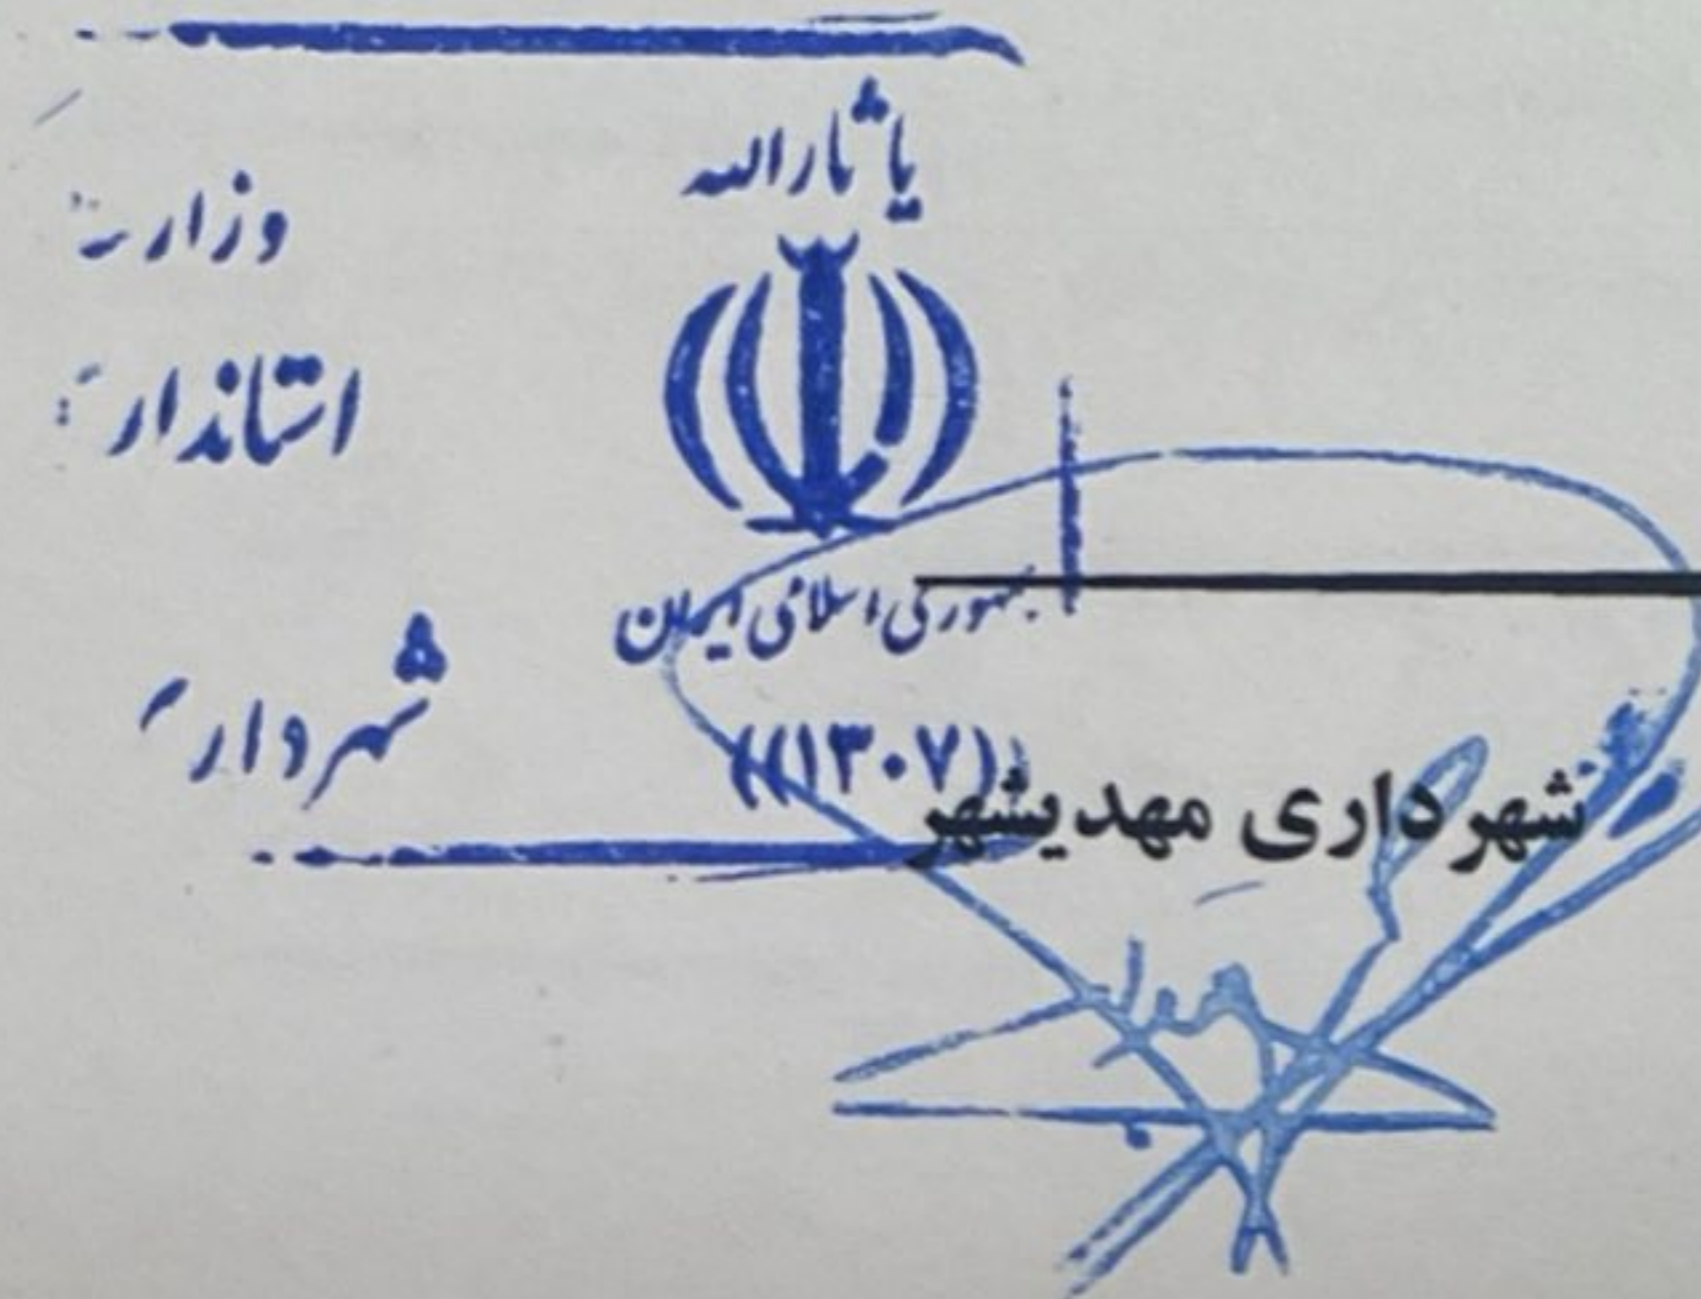 یا ثارالله
وزارت
استاندار
جمهوری اسلامی ایران
شهردار
((۱۳۰۷))
شهرداری مهدیشهر